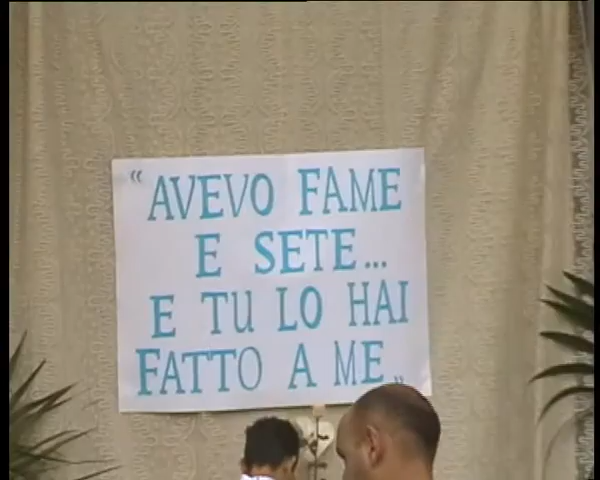 “ AVEVO FAME
E SETE...
E TU LO HAI
FATTO A ME „